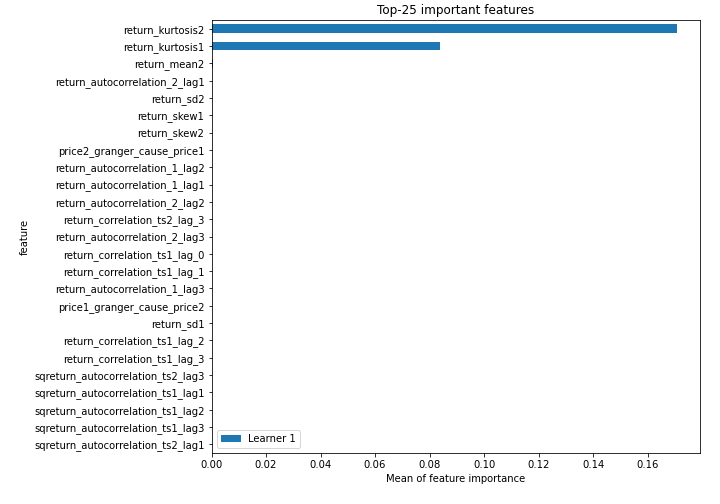 Top-25 important features
return_kurtosis2
return_kurtosis1
return_mean2
return_autocorrelation_2_lag1
return_sd2
return_skew1
return_skew2
price2_granger_cause_price1
return_autocorrelation_1_lag2
return_autocorrelation_1_lag1
return_autocorrelation_2_lag2
return_correlation_ts2_lag_3
return_autocorrelation_2_lag3
return_correlation_ts1_lag_0
return_correlation_ts1_lag_1
return_autocorrelation_1_lag3
price1_granger_cause_price2
return_sd1
return_correlation_ts1_lag_2
return_correlation_ts1_lag_3
sqreturn_autocorrelation_ts2_lag3
sqreturn_autocorrelation_ts1_lag1
sqreturn_autocorrelation_ts1_lag2
sqreturn_autocorrelation_ts1_lag3
sqreturn_autocorrelation_ts2_lag1
feature
Learner 1
0.00 0.02 0.04 0.06 0.08 0.10 0.12 0.14 0.16
Mean of feature importance